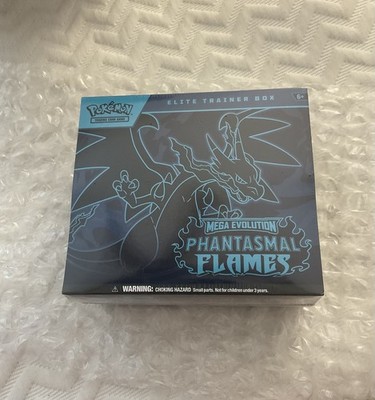 Pokémon
TRADING CARD GAME
ELITE TRAINER BOX
6+
MEGA EVOLUTION
PHANTASMAL
FLAMES
WARNING: CHOKING HAZARD Small parts. Not for children under 3 years.